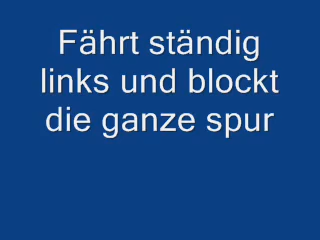 Fährt ständig
links und blockt
die ganze spur